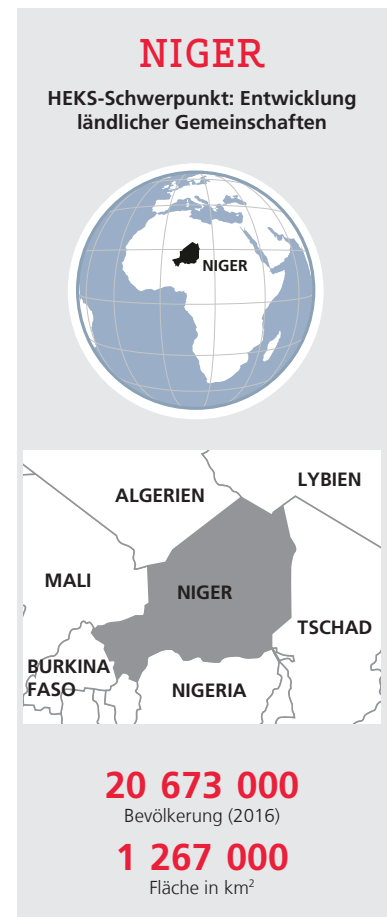 NIGER
HEKS-Schwerpunkt: Entwicklung
ländlicher Gemeinschaften
NIGER
ALGERIEN
LYBIEN
MALI
NIGER
TSCHAD
BURKINA
FASO
NIGERIA
20 673 000
Bevölkerung (2016)
1 267 000
Fläche in km²